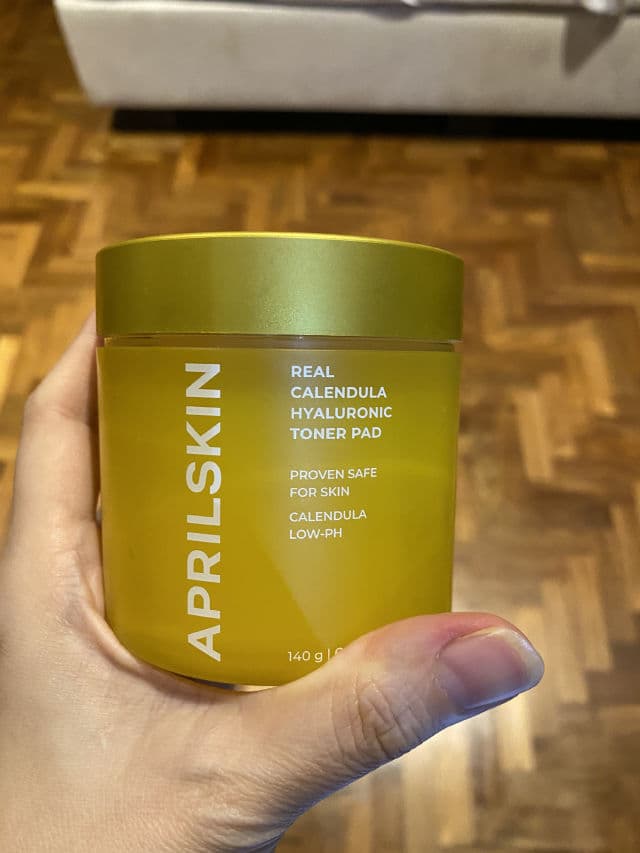 APRILSKIN
REAL
CALENDULA
HYALURONIC
TONER PAD
PROVEN SAFE
FOR SKIN
CALENDULA
LOW-PH
140 g |